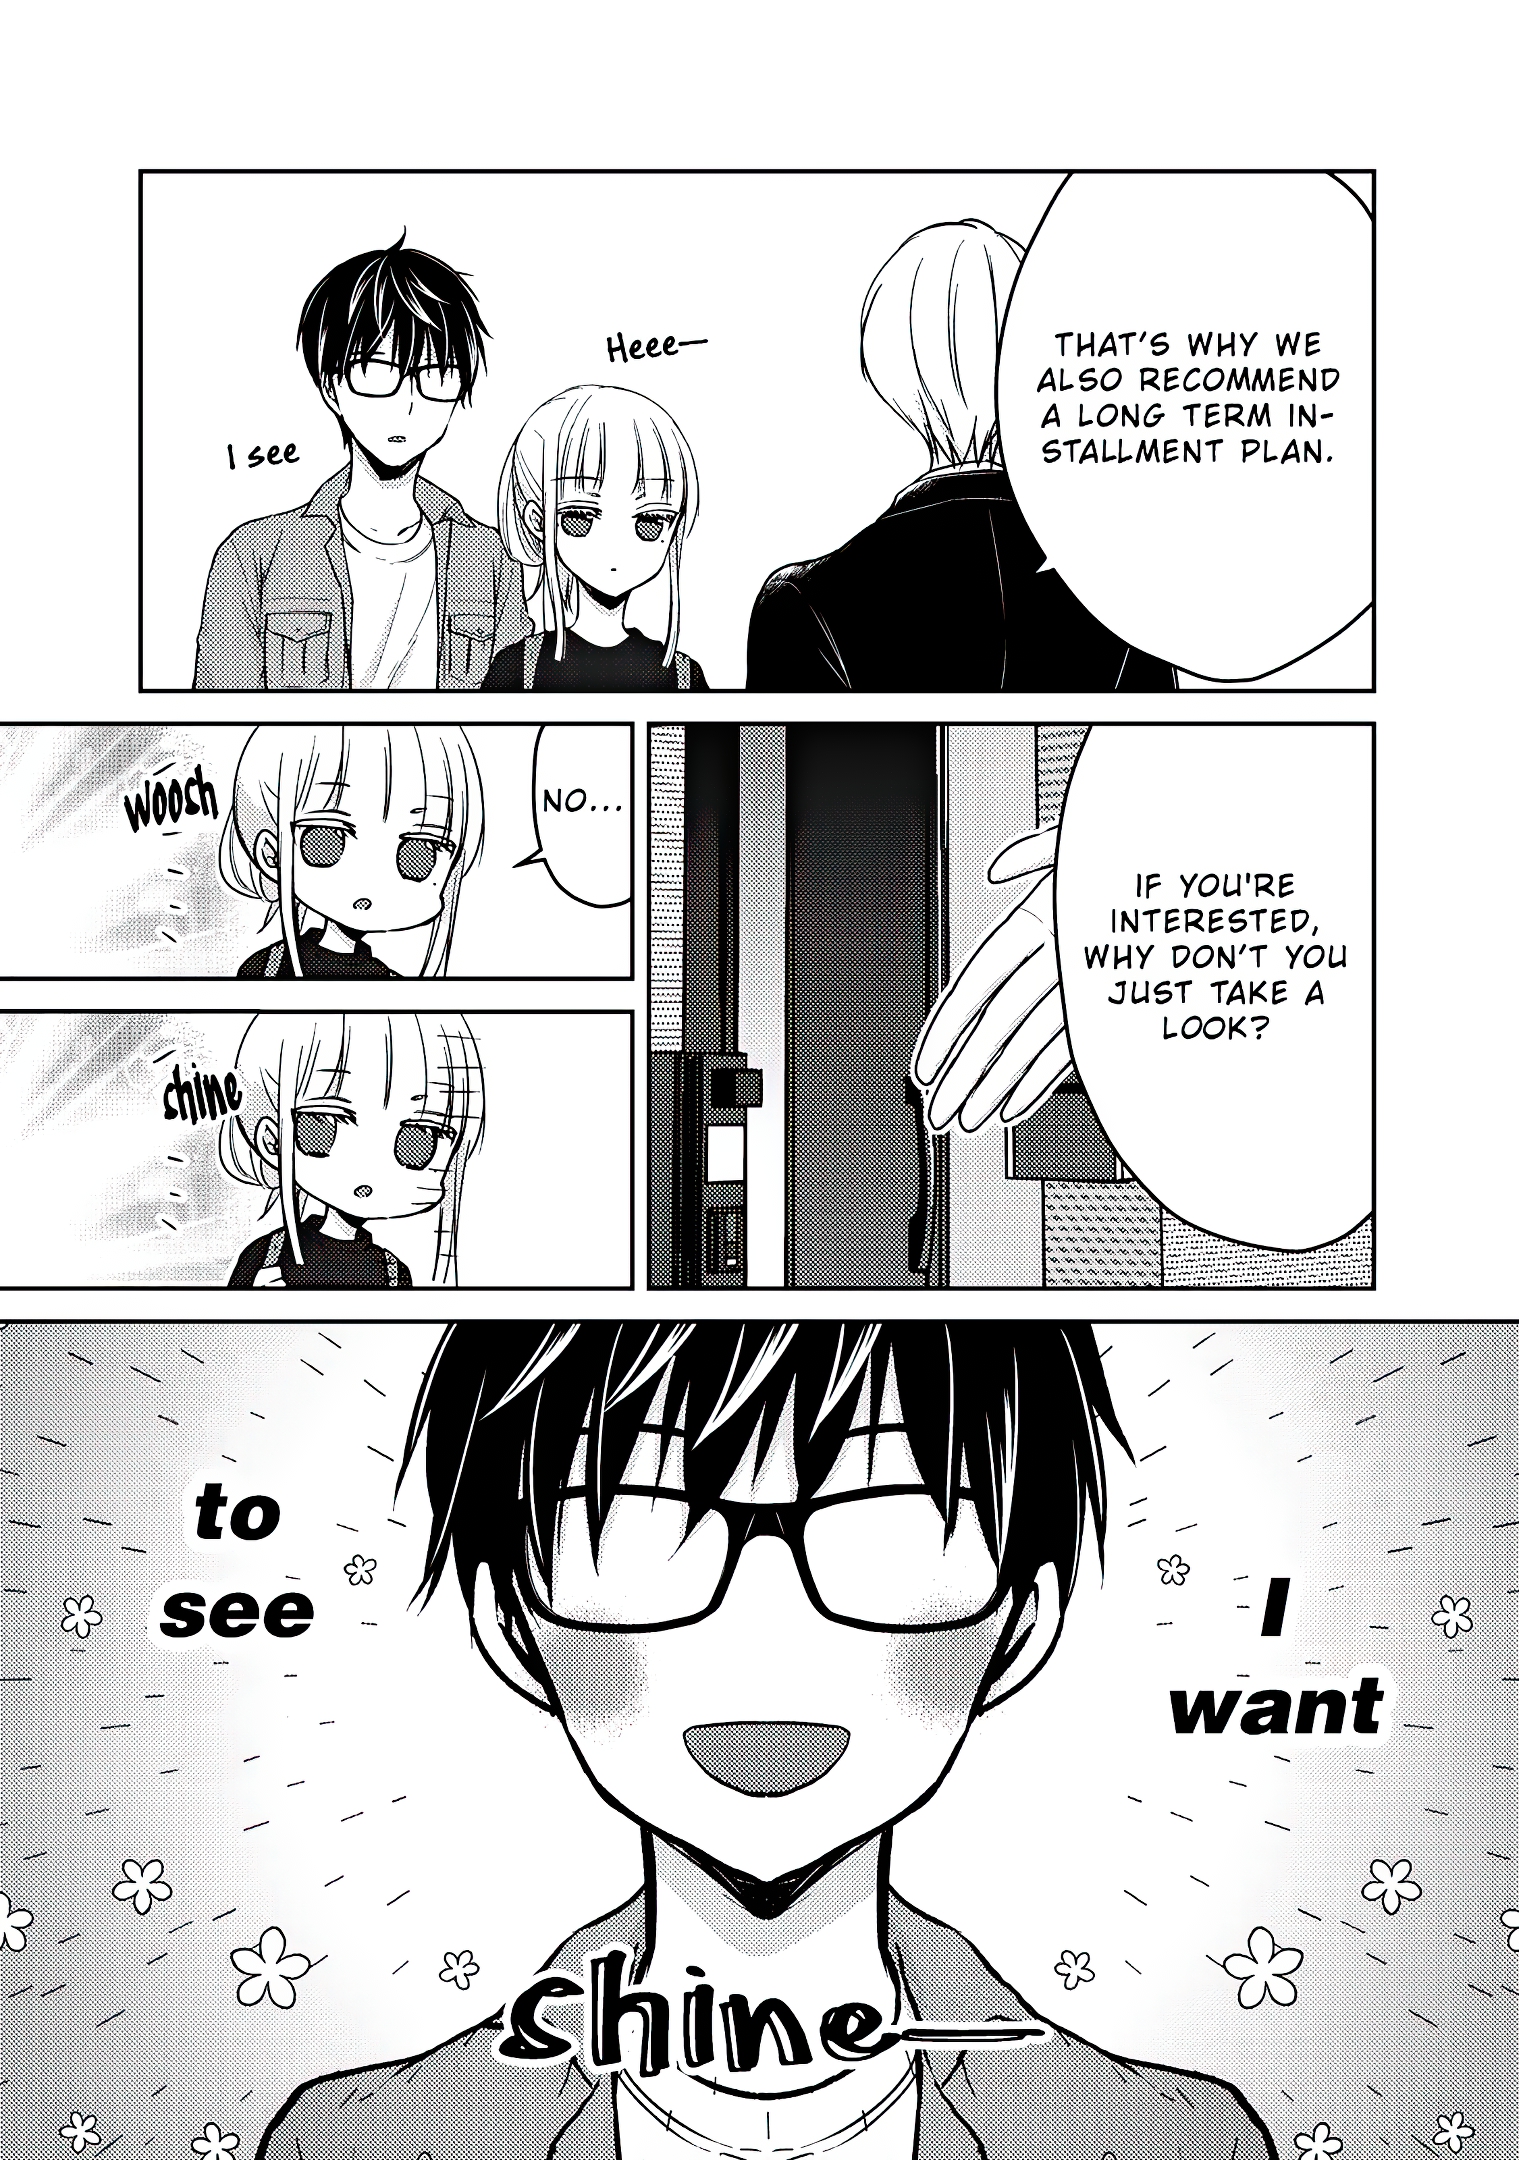 THAT'S WHY WE
ALSO RECOMMEND
A LONG TERM IN-
STALLMENT PLAN.
Heee—
I see
IF YOU'RE
INTERESTED,
WHY DON'T YOU
JUST TAKE A
LOOK?
NO...
woosh
shine
I
want
to
see
shine—